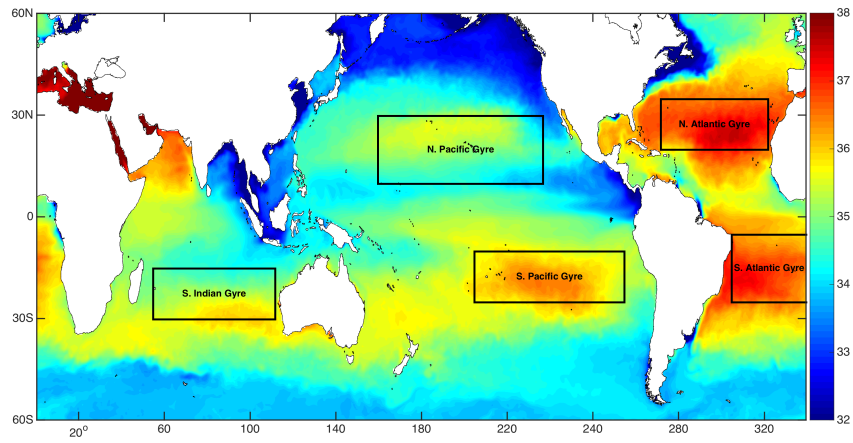 60N
30N
0
30S
60S
20º
60
100
140
180
220
260
280
320
38
37
36
35
34
33
32
N. Pacific Gyre
N. Atlantic Gyre
S. Indian Gyre
S. Pacific Gyre
S. Atlantic Gyre